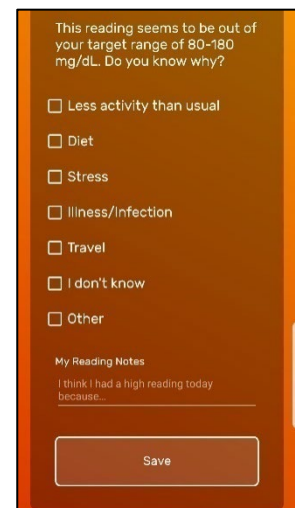 This reading seems to be out of
your target range of 80-180
mg/dL. Do you know why?
Less activity than usual
Diet
Stress
Illness/Infection
Travel
I don't know
Other
My Reading Notes
I think I had a high reading today
because...
Save